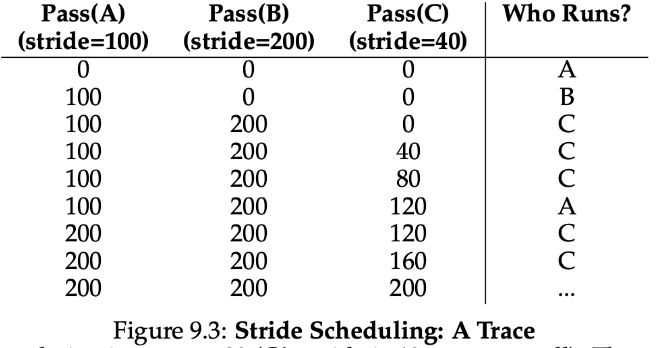 Pass(A) Pass(B) Pass(C) Who Runs?
(stride=100) (stride=200) (stride=40)
0 0 0 A
100 0 0 B
100 200 0 C
100 200 40 C
100 200 80 C
100 200 120 A
200 200 120 C
200 200 160 C
200 200 200 ...
Figure 9.3: Stride Scheduling: A Trace